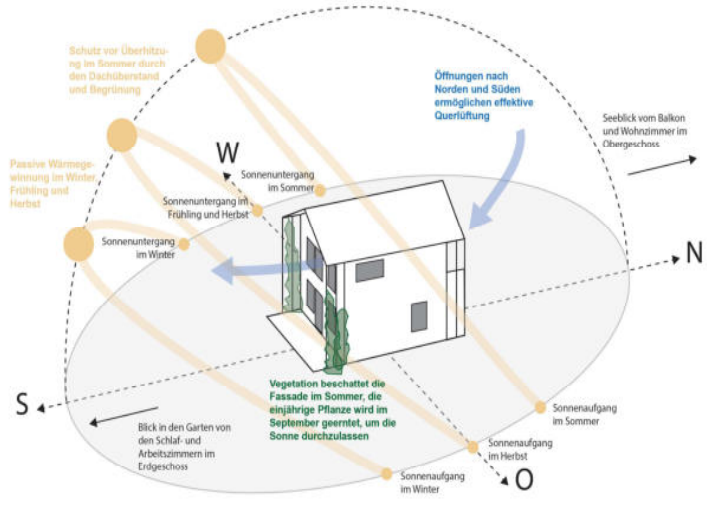 Schutz vor Überhitzu-
ng im Sommer durch
den Dachüberstand
und Begrünung
Öffnungen nach
Norden und Süden
ermöglichen effektive
Querlüftung
Seeblick vom Balkon
und Wohnzimmer im
Obergeschoss
Passive Wärmege-
winnung im Winter,
Frühling und
Herbst
W
Sonnenuntergang
im Sommer
Sonnenuntergang im
Frühling und Herbst
Sonnenuntergang
im Winter
N
S
Vegetation beschattet die
Fassade im Sommer, die
einjährige Pflanze wird im
September geerntet, um die
Sonne durchzulassen
Blick in den Garten von
den Schlaf- und
Arbeitszimmern im
Erdgeschoss
Sonnenaufgang
im Sommer
Sonnenaufgang
im Herbst
Sonnenaufgang
im Winter
O